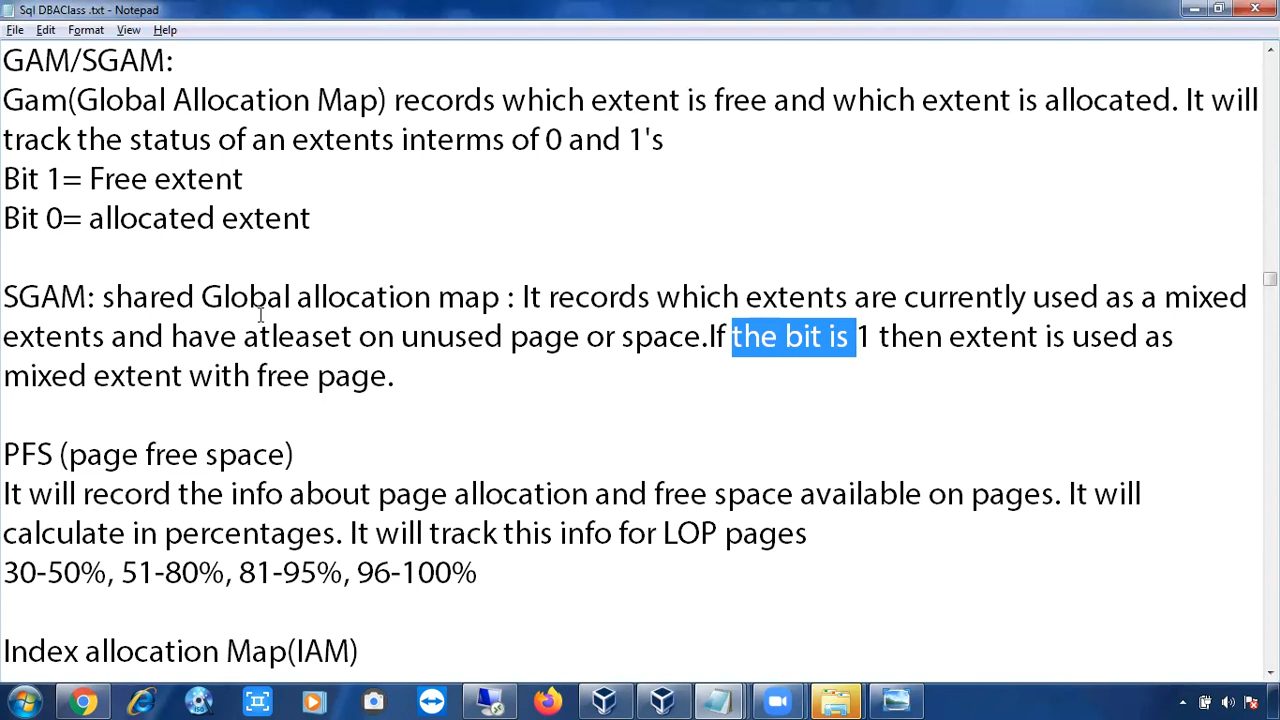 Sql DBAClass .txt - Notepad
File Edit Format View Help
GAM/SGAM:
Gam(Global Allocation Map) records which extent is free and which extent is allocated. It will
track the status of an extents interms of 0 and 1's
Bit 1= Free extent
Bit 0= allocated extent
SGAM: shared Global allocation map : It records which extents are currently used as a mixed
extents and have atleaset on unused page or space.If the bit is 1 then extent is used as
mixed extent with free page.
PFS (page free space)
It will record the info about page allocation and free space available on pages. It will
calculate in percentages. It will track this info for LOP pages
30-50%, 51-80%, 81-95%, 96-100%
Index allocation Map(IAM)